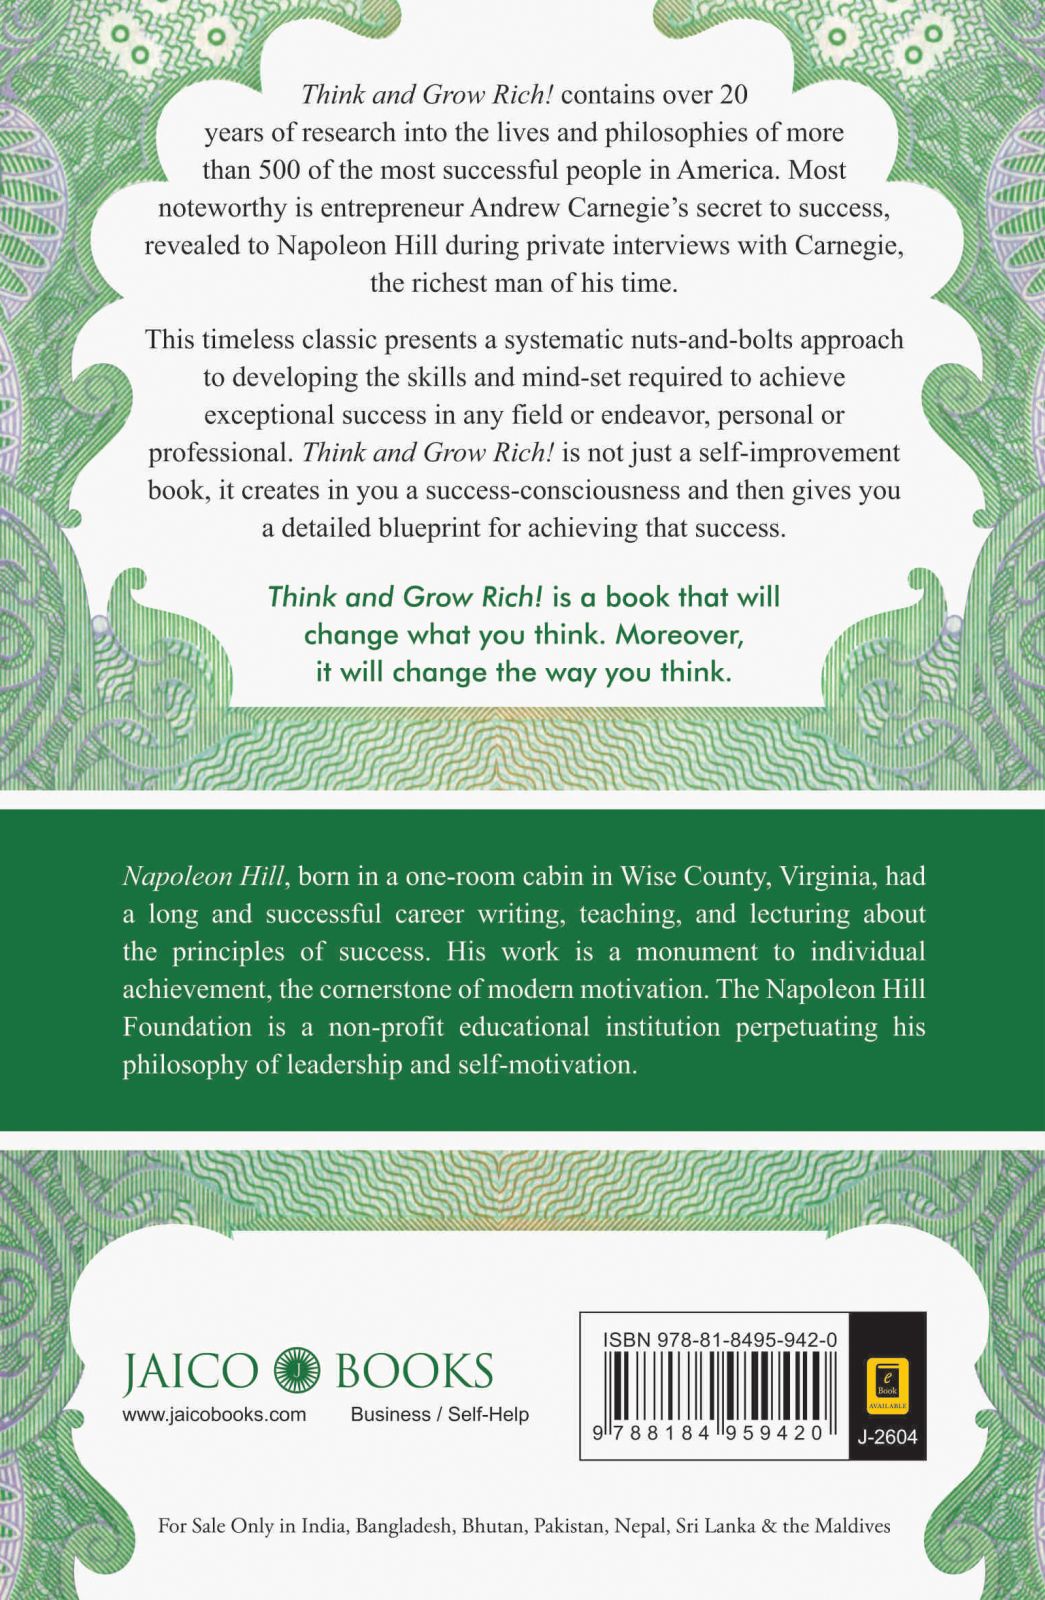 Think and Grow Rich! contains over 20
years of research into the lives and philosophies of more
than 500 of the most successful people in America. Most
noteworthy is entrepreneur Andrew Carnegie’s secret to success,
revealed to Napoleon Hill during private interviews with Carnegie,
the richest man of his time.
This timeless classic presents a systematic nuts-and-bolts approach
to developing the skills and mind-set required to achieve
exceptional success in any field or endeavor, personal or
professional. Think and Grow Rich! is not just a self-improvement
book, it creates in you a success-consciousness and then gives you
a detailed blueprint for achieving that success.
Think and Grow Rich! is a book that will
change what you think. Moreover,
it will change the way you think.
Napoleon Hill, born in a one-room cabin in Wise County, Virginia, had
a long and successful career writing, teaching, and lecturing about
the principles of success. His work is a monument to individual
achievement, the cornerstone of modern motivation. The Napoleon Hill
Foundation is a non-profit educational institution perpetuating his
philosophy of leadership and self-motivation.
JAICO J BOOKS
www.jaicobooks.com Business / Self-Help
ISBN 978-81-8495-942-0
9 788184 959420
e
Book
AVAILABLE
J-2604
For Sale Only in India, Bangladesh, Bhutan, Pakistan, Nepal, Sri Lanka & the Maldives